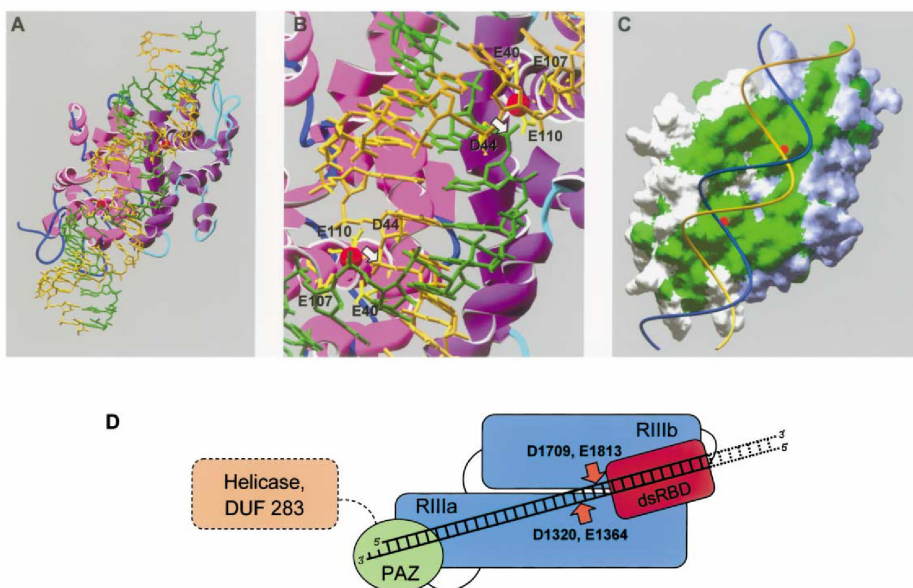 A
B
C
E40
E107
E110
D44
E110
D44
E107
E40
D
RIIIb
D1709, E1813
3'
5'
Helicase,
DUF 283
RIIIa
dsRBD
5'
3'
D1320, E1364
PAZ